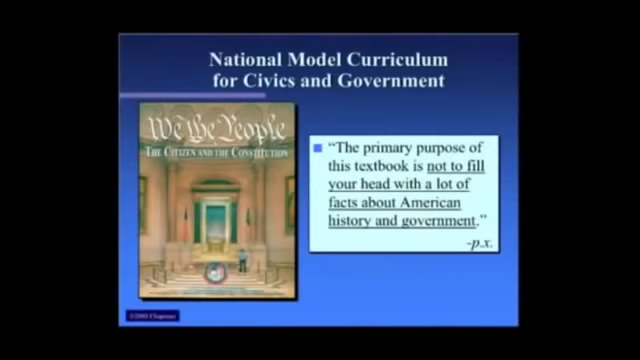 National Model Curriculum
for Civics and Government
We the People
THE CITIZEN AND THE CONSTITUTION
“The primary purpose of
this textbook is not to fill
your head with a lot of
facts about American
history and government.”
-p.x.